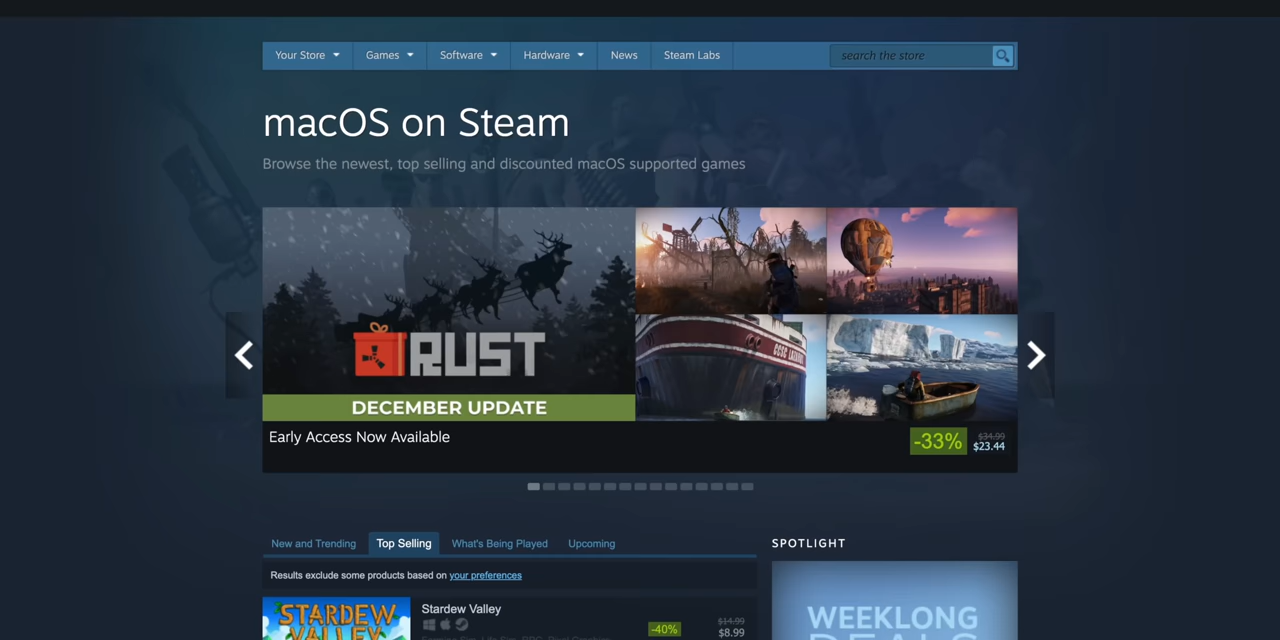 Your Store Games Software Hardware News Steam Labs search the store
macOS on Steam
Browse the newest, top selling and discounted macOS supported games
RUST
DECEMBER UPDATE
Early Access Now Available
-33% $34.99
$23.44
New and Trending Top Selling What's Being Played Upcoming
SPOTLIGHT
Results exclude some products based on your preferences
STARDEW
VALLEY
Stardew Valley
-40% $14.99
$8.99
WEEKLONG
DEALS